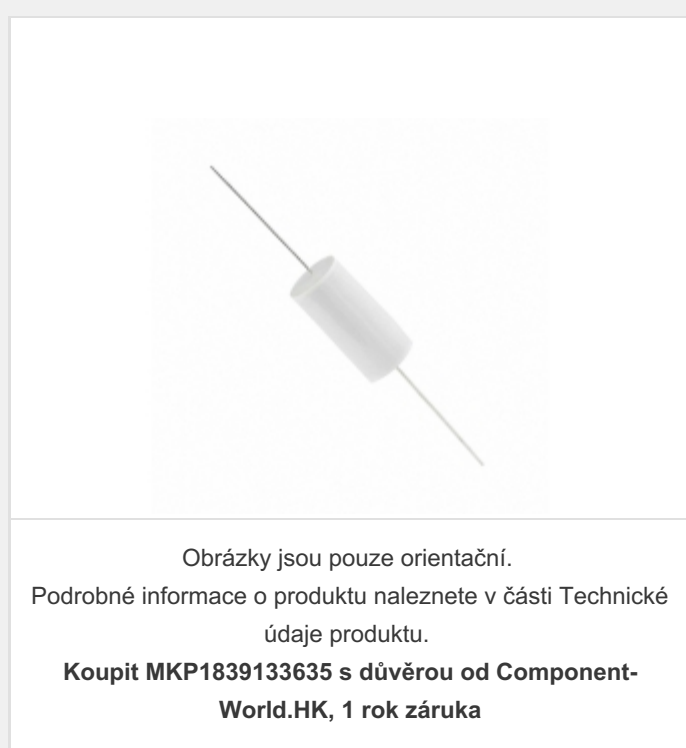 Obrázky jsou pouze orientační.
Podrobné informace o produktu naleznete v části Technické
údaje produktu.
Koupit MKP1839133635 s důvěrou od Component-
World.HK, 1 rok záruka